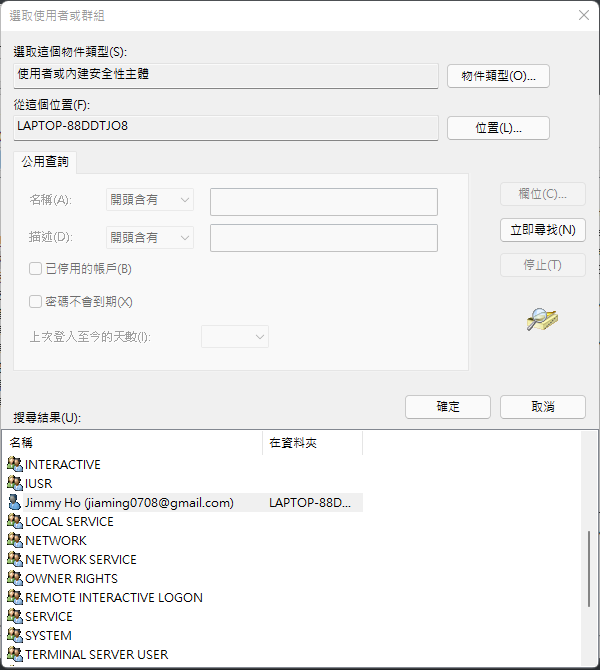 選取使用者或群組
選取這個物件類型(S):
使用者或內建安全性主體
物件類型(O)...
從這個位置(F):
LAPTOP-88DDTJO8
位置(L)...
公用查詢
名稱(A):
開頭含有
欄位(C)...
描述(D):
開頭含有
立即尋找(N)
已停用的帳戶(B)
停止(T)
密碼不會到期(X)
上次登入至今的天數(I):
確定
取消
搜尋結果(U):
名稱
在資料夾
INTERACTIVE
IUSR
Jimmy Ho (jiaming0708@gmail.com)
LAPTOP-88D...
LOCAL SERVICE
NETWORK
NETWORK SERVICE
OWNER RIGHTS
REMOTE INTERACTIVE LOGON
SERVICE
SYSTEM
TERMINAL SERVER USER